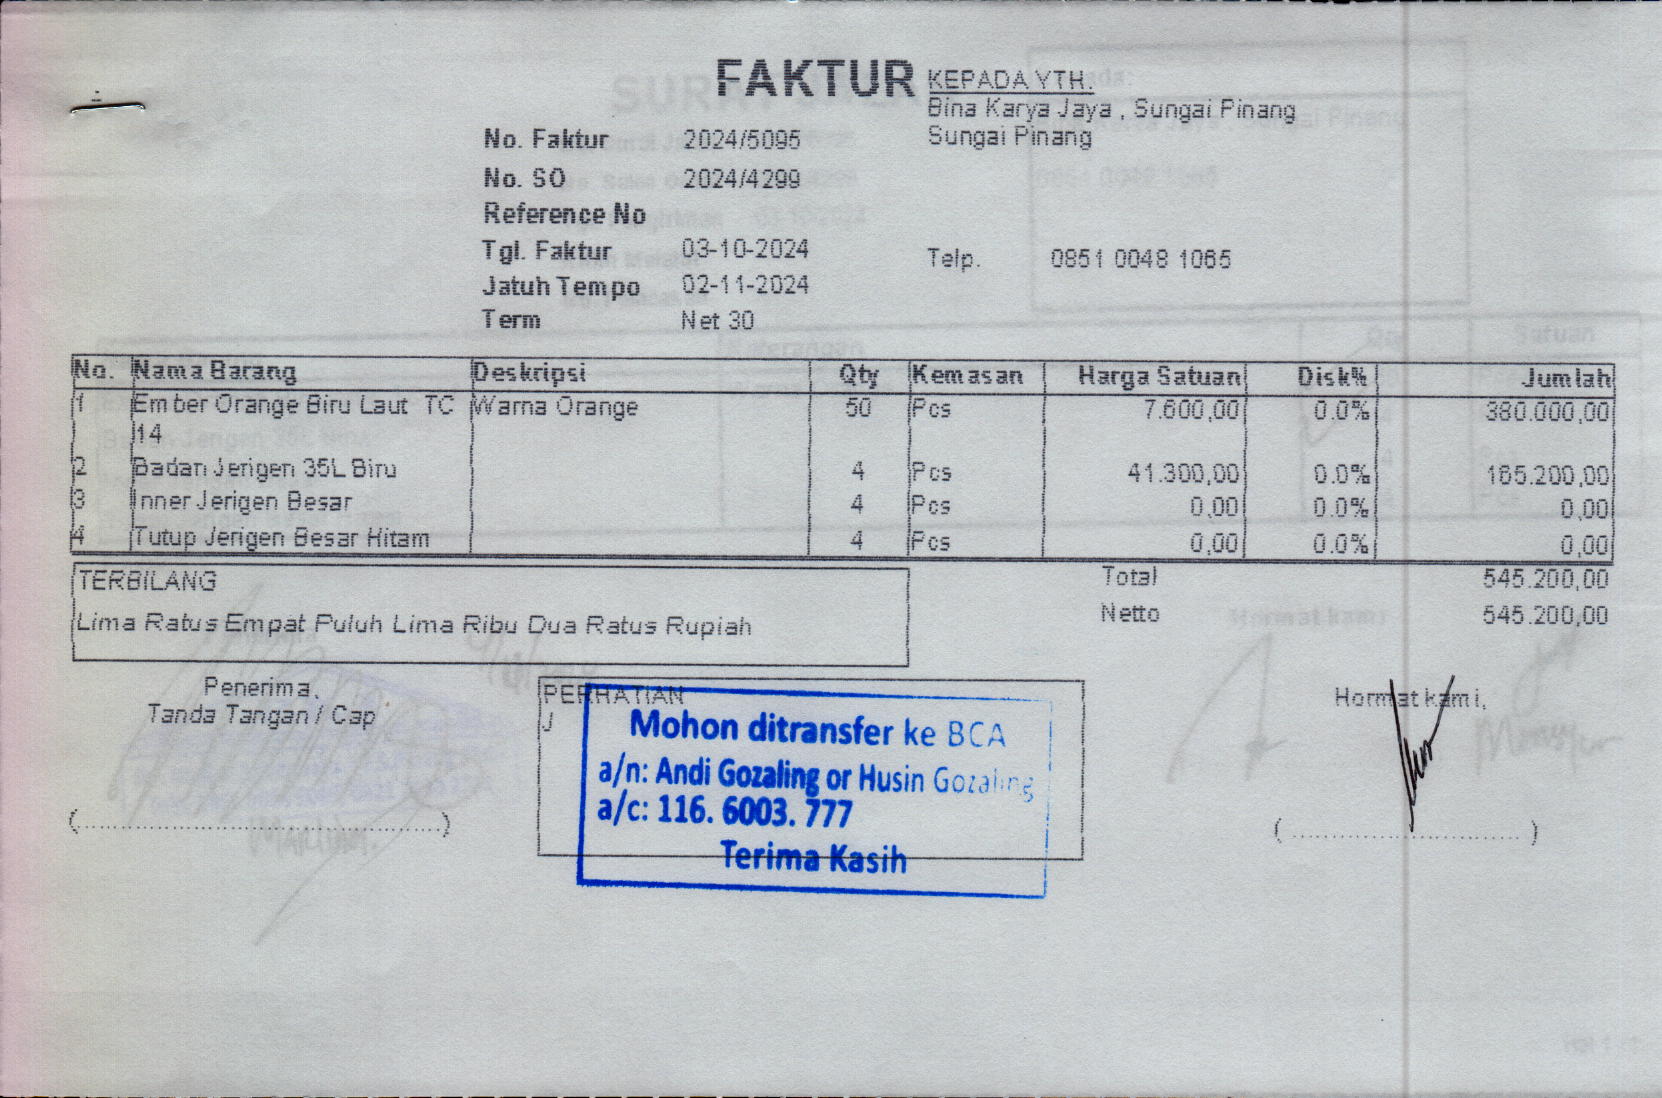 FAKTUR
KEPADA YTH.
Bina Karya Jaya , Sungai Pinang
Sungai Pinang
No. Faktur 2024/5095
No. SO 2024/4299
Reference No
Tgl. Faktur 03-10-2024
Telp. 0851 0048 1065
Jatuh Tempo 02-11-2024
Term Net 30
No. Nama Barang Deskripsi Qty Kemasan Harga Satuan Disk% Jumlah
1 Ember Orange Biru Laut TC Warna Orange 50 Pcs 7.600,00 0.0% 380.000,00
14
2 Badan Jerigen 35L Biru 4 Pcs 41.300,00 0.0% 165.200,00
3 Inner Jerigen Besar 4 Pcs 0,00 0.0% 0,00
4 Tutup Jerigen Besar Hitam 4 Pcs 0,00 0.0% 0,00
TERBILANG
Total 545.200,00
Lima Ratus Empat Puluh Lima Ribu Dua Ratus Rupiah
Netto 545.200,00
Penerima,
Tanda Tangan / Cap
(........................................................)
PERHATIAN
J
Mohon ditransfer ke BCA
a/n: Andi Gozaling or Husin Gozaling
a/c: 116. 6003. 777
Terima Kasih
Hormat kami,
(...................................)